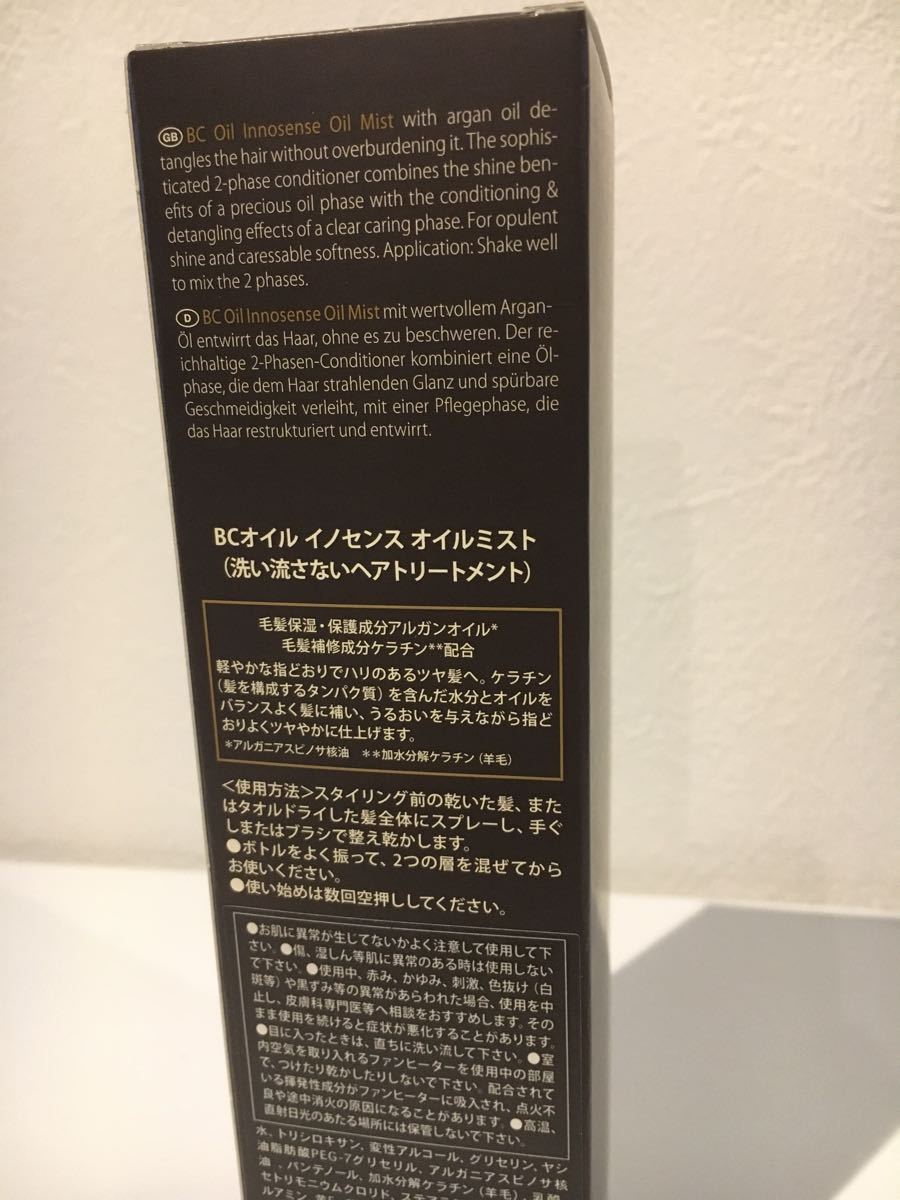 GB BC Oil Innosense Oil Mist with argan oil de-
tangles the hair without overburdening it. The sophis-
ticated 2-phase conditioner combines the shine ben-
efits of a precious oil phase with the conditioning &
detangling effects of a clear caring phase. For opulent
shine and caressable softness. Application: Shake well
to mix the 2 phases.
D BC Oil Innosense Oil Mist mit wertvollem Argan-
Öl entwirrt das Haar, ohne es zu beschweren. Der re-
ichhaltige 2-Phasen-Conditioner kombiniert eine Öl-
phase, die dem Haar strahlenden Glanz und spürbare
Geschmeidigkeit verleiht, mit einer Pflegephase, die
das Haar restrukturiert und entwirrt.
BCオイル イノセンス オイルミスト
（洗い流さないヘアトリートメント）
毛髪保湿・保護成分アルガンオイル*
毛髪補修成分ケラチン**配合
軽やかな指どおりでハリのあるツヤ髪へ。ケラチン
（髪を構成するタンパク質）を含んだ水分とオイルを
バランスよく髪に補い、うるおいを与えながら指ど
おりよくツヤやかに仕上げます。
*アルガニアスピノサ核油 **加水分解ケラチン（羊毛）
＜使用方法＞スタイリング前の乾いた髪、また
はタオルドライした髪全体にスプレーし、手ぐ
しまたはブラシで整え乾かします。
●ボトルをよく振って、2つの層を混ぜてから
お使いください。
●使い始めは数回空押ししてください。
●お肌に異常が生じてないかよく注意して使用して下
さい。●傷、湿しん等肌に異常のある時は使用しない
で下さい。●使用中、赤み、かゆみ、刺激、色抜け（白
斑等）や黒ずみ等の異常があらわれた場合、使用を中
止し、皮膚科専門医等へ相談をおすすめします。その
まま使用を続けると症状が悪化することがあります。
●目に入ったときは、直ちに洗い流して下さい。●室
内空気を取り入れるファンヒーターを使用中の部屋
で、つけたり乾かしたりしないで下さい。配合されて
いる揮発性成分がファンヒーターに吸入され、点火不
良や途中消火の原因になることがあります。●高温、
直射日光のあたる場所には保管しないで下さい。
水、トリシロキサン、変性アルコール、グリセリン、ヤシ
油脂肪酸PEG-7グリセリル、アルガニアスピノサ核
油、パンテノール、加水分解ケラチン（羊毛）、乳酸
セトリモニウムクロリド、ステアラミ